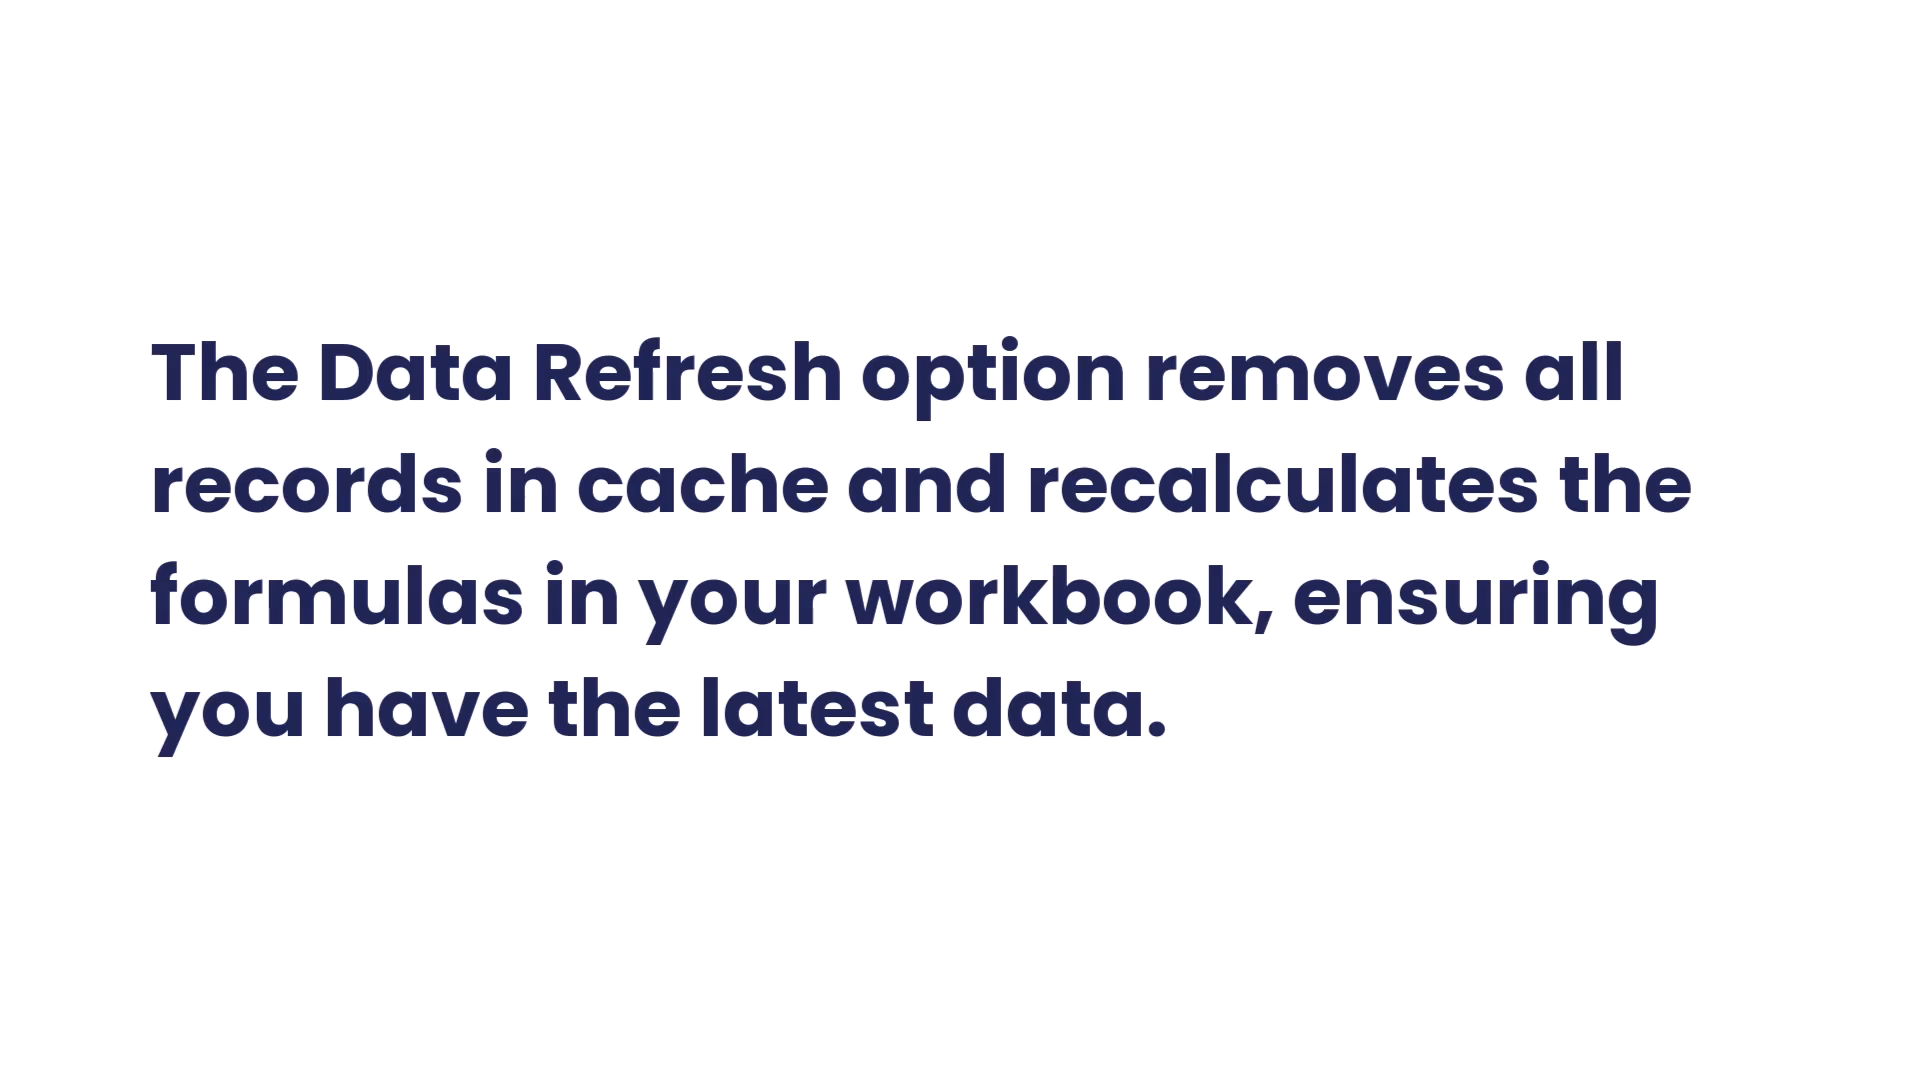 The Data Refresh option removes all
records in cache and recalculates the
formulas in your workbook, ensuring
you have the latest data.